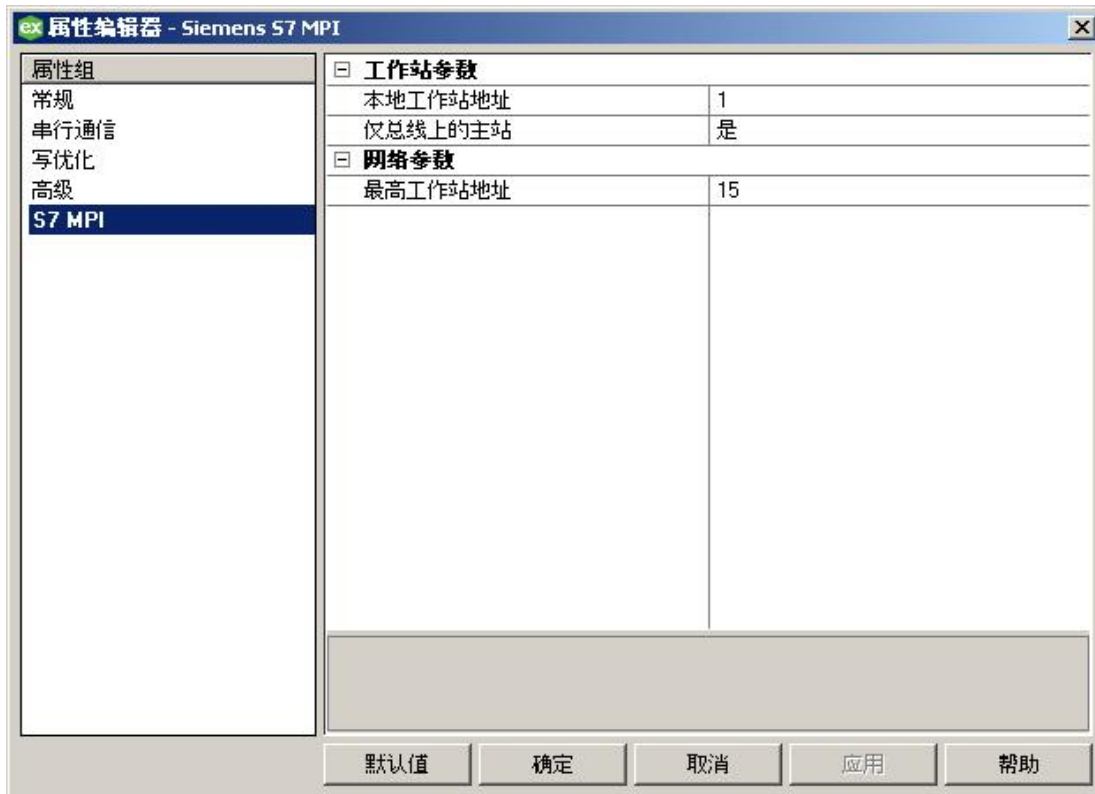 ex 属性编辑器 - Siemens S7 MPI
属性组
常规
串行通信
写优化
高级
S7 MPI
工作站参数
本地工作站地址 1
仅总线上的主站 是
网络参数
最高工作站地址 15
默认值 确定 取消 应用 帮助